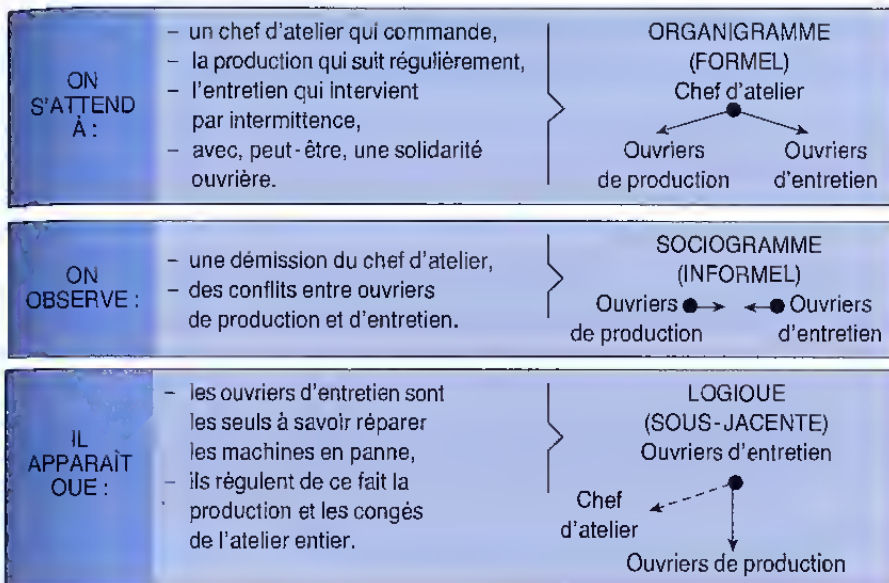 ON
S'ATTEND
À :
– un chef d'atelier qui commande,
– la production qui suit régulièrement,
– l'entretien qui intervient
par intermittence,
– avec, peut-être, une solidarité
ouvrière.
ORGANIGRAMME
(FORMEL)
Chef d'atelier
Ouvriers
de production
Ouvriers
d'entretien
ON
OBSERVE :
– une démission du chef d'atelier,
– des conflits entre ouvriers
de production et d'entretien.
SOCIOGRAMME
(INFORMEL)
Ouvriers
de production
Ouvriers
d'entretien
IL
APPARAÎT
QUE :
– les ouvriers d'entretien sont
les seuls à savoir réparer
les machines en panne,
– ils régulent de ce fait la
production et les congés
de l'atelier entier.
LOGIQUE
(SOUS-JACENTE)
Ouvriers d'entretien
Chef
d'atelier
Ouvriers de production